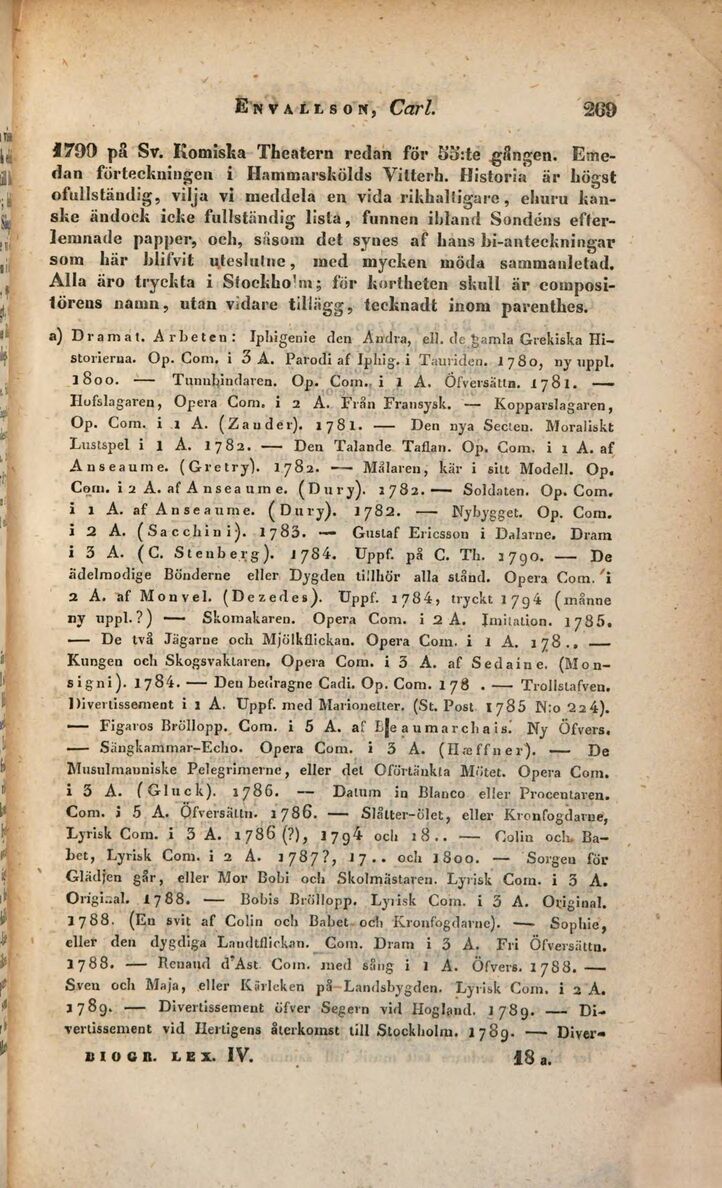 ENVALLSON, Carl. 269
1790 på Sv. Komiska Theatern redan för 55:te gången. Eme-
dan förteckningen i Hammarskölds Vitterh. Historia är högst
ofullständig, vilja vi meddela en vida rikhaltigare, ehuru kan-
ske ändock icke fullständig lista, funnen ibland Sondéns efter-
lemnade papper, och, såsom det synes af hans bi-anteckningar
som här blifvit uteslutne, med mycken möda sammanletad.
Alla äro tryckta i Stockholm; för kortheten skull är composi-
törens namn, utan vidare tillägg, tecknadt inom parenthes.
a) Dramat. Arbeten: Iphigenie den Andra, ell. de gamla Grekiska Hi-
storierna. Op. Com. i 3 A. Parodi af Iphig. i Tauriden. 1780, ny uppl.
1800. — Tunnbindaren. Op. Com. i 1 A. Öfversättn. 1781. —
Hofslagaren, Opera Com. i 2 A. Från Fransysk. — Kopparslagaren,
Op. Com. i 1 A. (Zander). 1781. — Den nya Secten. Moraliskt
Lustspel i 1 A. 1782. — Den Talande Taflan. Op. Com. i 1 A. af
Anseaume. (Gretry). 1782. — Målaren, kär i sitt Modell. Op.
Com. i 2 A. af Anseaume. (Dury). 1782. — Soldaten. Op. Com.
i 1 A. af Anseaume. (Dury). 1782. — Nybygget. Op. Com.
i 2 A. (Sacchini). 1783. — Gustaf Ericsson i Dalarne. Dram
i 3 A. (C. Stenberg). 1784. Uppf. på C. Th. 1790. — De
ädelmodige Bönderne eller Dygden tillhör alla stånd. Opera Com. i
2 A. af Monvel. (Dezedes). Uppf. 1784, tryckt 1794 (månne
ny uppl.?) — Skomakaren. Opera Com. i 2 A. Imitation. 1785.
— De två Jägarne och Mjölkflickan. Opera Com. i 1 A. 178.. —
Kungen och Skogsvaktaren. Opera Com. i 3 A. af Sedaine. (Mon-
signi). 1784. — Den bedragne Cadi. Op. Com. 178 . — Trollstafven.
Divertissement i 1 A. Uppf. med Marionetter. (St. Post 1785 N:o 224).
— Figaros Bröllopp. Com. i 5 A. af Beaumarchais. Ny Öfvers.
— Sängkammar-Echo. Opera Com. i 3 A. (Hæffner). — De
Musulmanniske Pelegrimerne, eller det Oförtänkta Mötet. Opera Com.
i 3 A. (Gluck). 1786. — Datum in Blanco eller Procentaren.
Com. i 5 A. Öfversättn. 1786. — Slåtter-ölet, eller Kronfogdarne,
Lyrisk Com. i 3 A. 1786 (?), 1794 och 18.. — Colin och Ba-
bet, Lyrisk Com. i 2 A. 1787?, 17.. och 1800. — Sorgen för
Glädjen går, eller Mor Bobi och Skolmästaren. Lyrisk Com. i 3 A.
Original. 1788. — Bobis Bröllopp. Lyrisk Com. i 3 A. Original.
1788. (En svit af Colin och Babet och Kronfogdarne). — Sophie,
eller den dygdiga Landtflickan. Com. Dram i 3 A. Fri Öfversättn.
1788. — Renaud d'Ast. Com. med sång i 1 A. Öfvers. 1788. —
Sven och Maja, eller Kärleken på Landsbygden. Lyrisk Com. i 2 A.
1789. — Divertissement öfver Segern vid Hogland. 1789. — Di-
vertissement vid Hertigens återkomst till Stockholm. 1789. — Diver-
BIOGR. LEX. IV. 18 a.